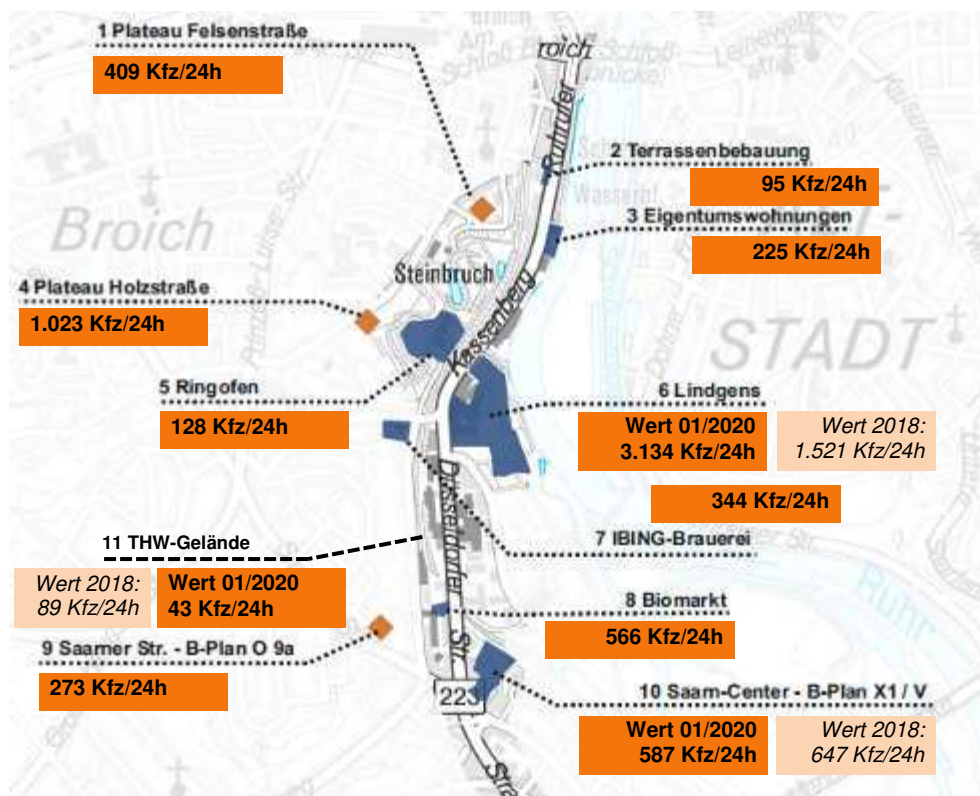 1 Plateau Felsenstraße
409 Kfz/24h
Broich
Schloß
roich
Ruhrufer
2 Terrassenbebauung
95 Kfz/24h
3 Eigentumswohnungen
225 Kfz/24h
Broich
Steinbruch
4 Plateau Holzstraße
1.023 Kfz/24h
STADT
Kassenberg
5 Ringofen
128 Kfz/24h
6 Lindgens
Wert 01/2020
3.134 Kfz/24h
Wert 2018:
1.521 Kfz/24h
344 Kfz/24h
7 IBING-Brauerei
Düsseldorfer
Str.
11 THW-Gelände
Wert 2018:
89 Kfz/24h
Wert 01/2020
43 Kfz/24h
Ruhr
8 Biomarkt
566 Kfz/24h
9 Saarner Str. - B-Plan O 9a
273 Kfz/24h
223
10 Saarn-Center - B-Plan X1 / V
Wert 01/2020
587 Kfz/24h
Wert 2018:
647 Kfz/24h